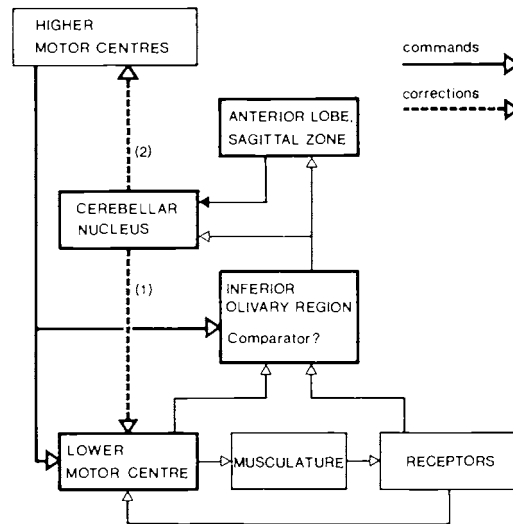 HIGHER
MOTOR CENTRES
commands
corrections
ANTERIOR LOBE,
SAGITTAL ZONE
(2)
CEREBELLAR
NUCLEUS
(1)
INFERIOR
OLIVARY REGION
Comparator?
LOWER
MOTOR CENTRE
MUSCULATURE
RECEPTORS